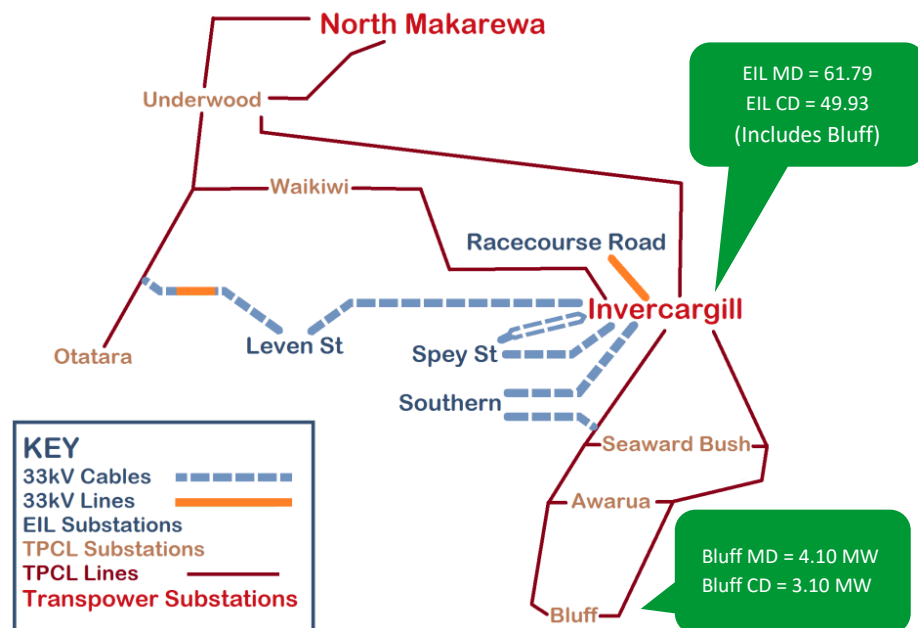 North Makarewa
EIL MD = 61.79
EIL CD = 49.93
(Includes Bluff)
Underwood
Waikiwi
Racecourse Road
Invercargill
Leven St
Otatara
Spey St
Southern
Seaward Bush
Awarua
Bluff
Bluff MD = 4.10 MW
Bluff CD = 3.10 MW
KEY
33kV Cables
33kV Lines
EIL Substations
TPCL Substations
TPCL Lines
Transpower Substations